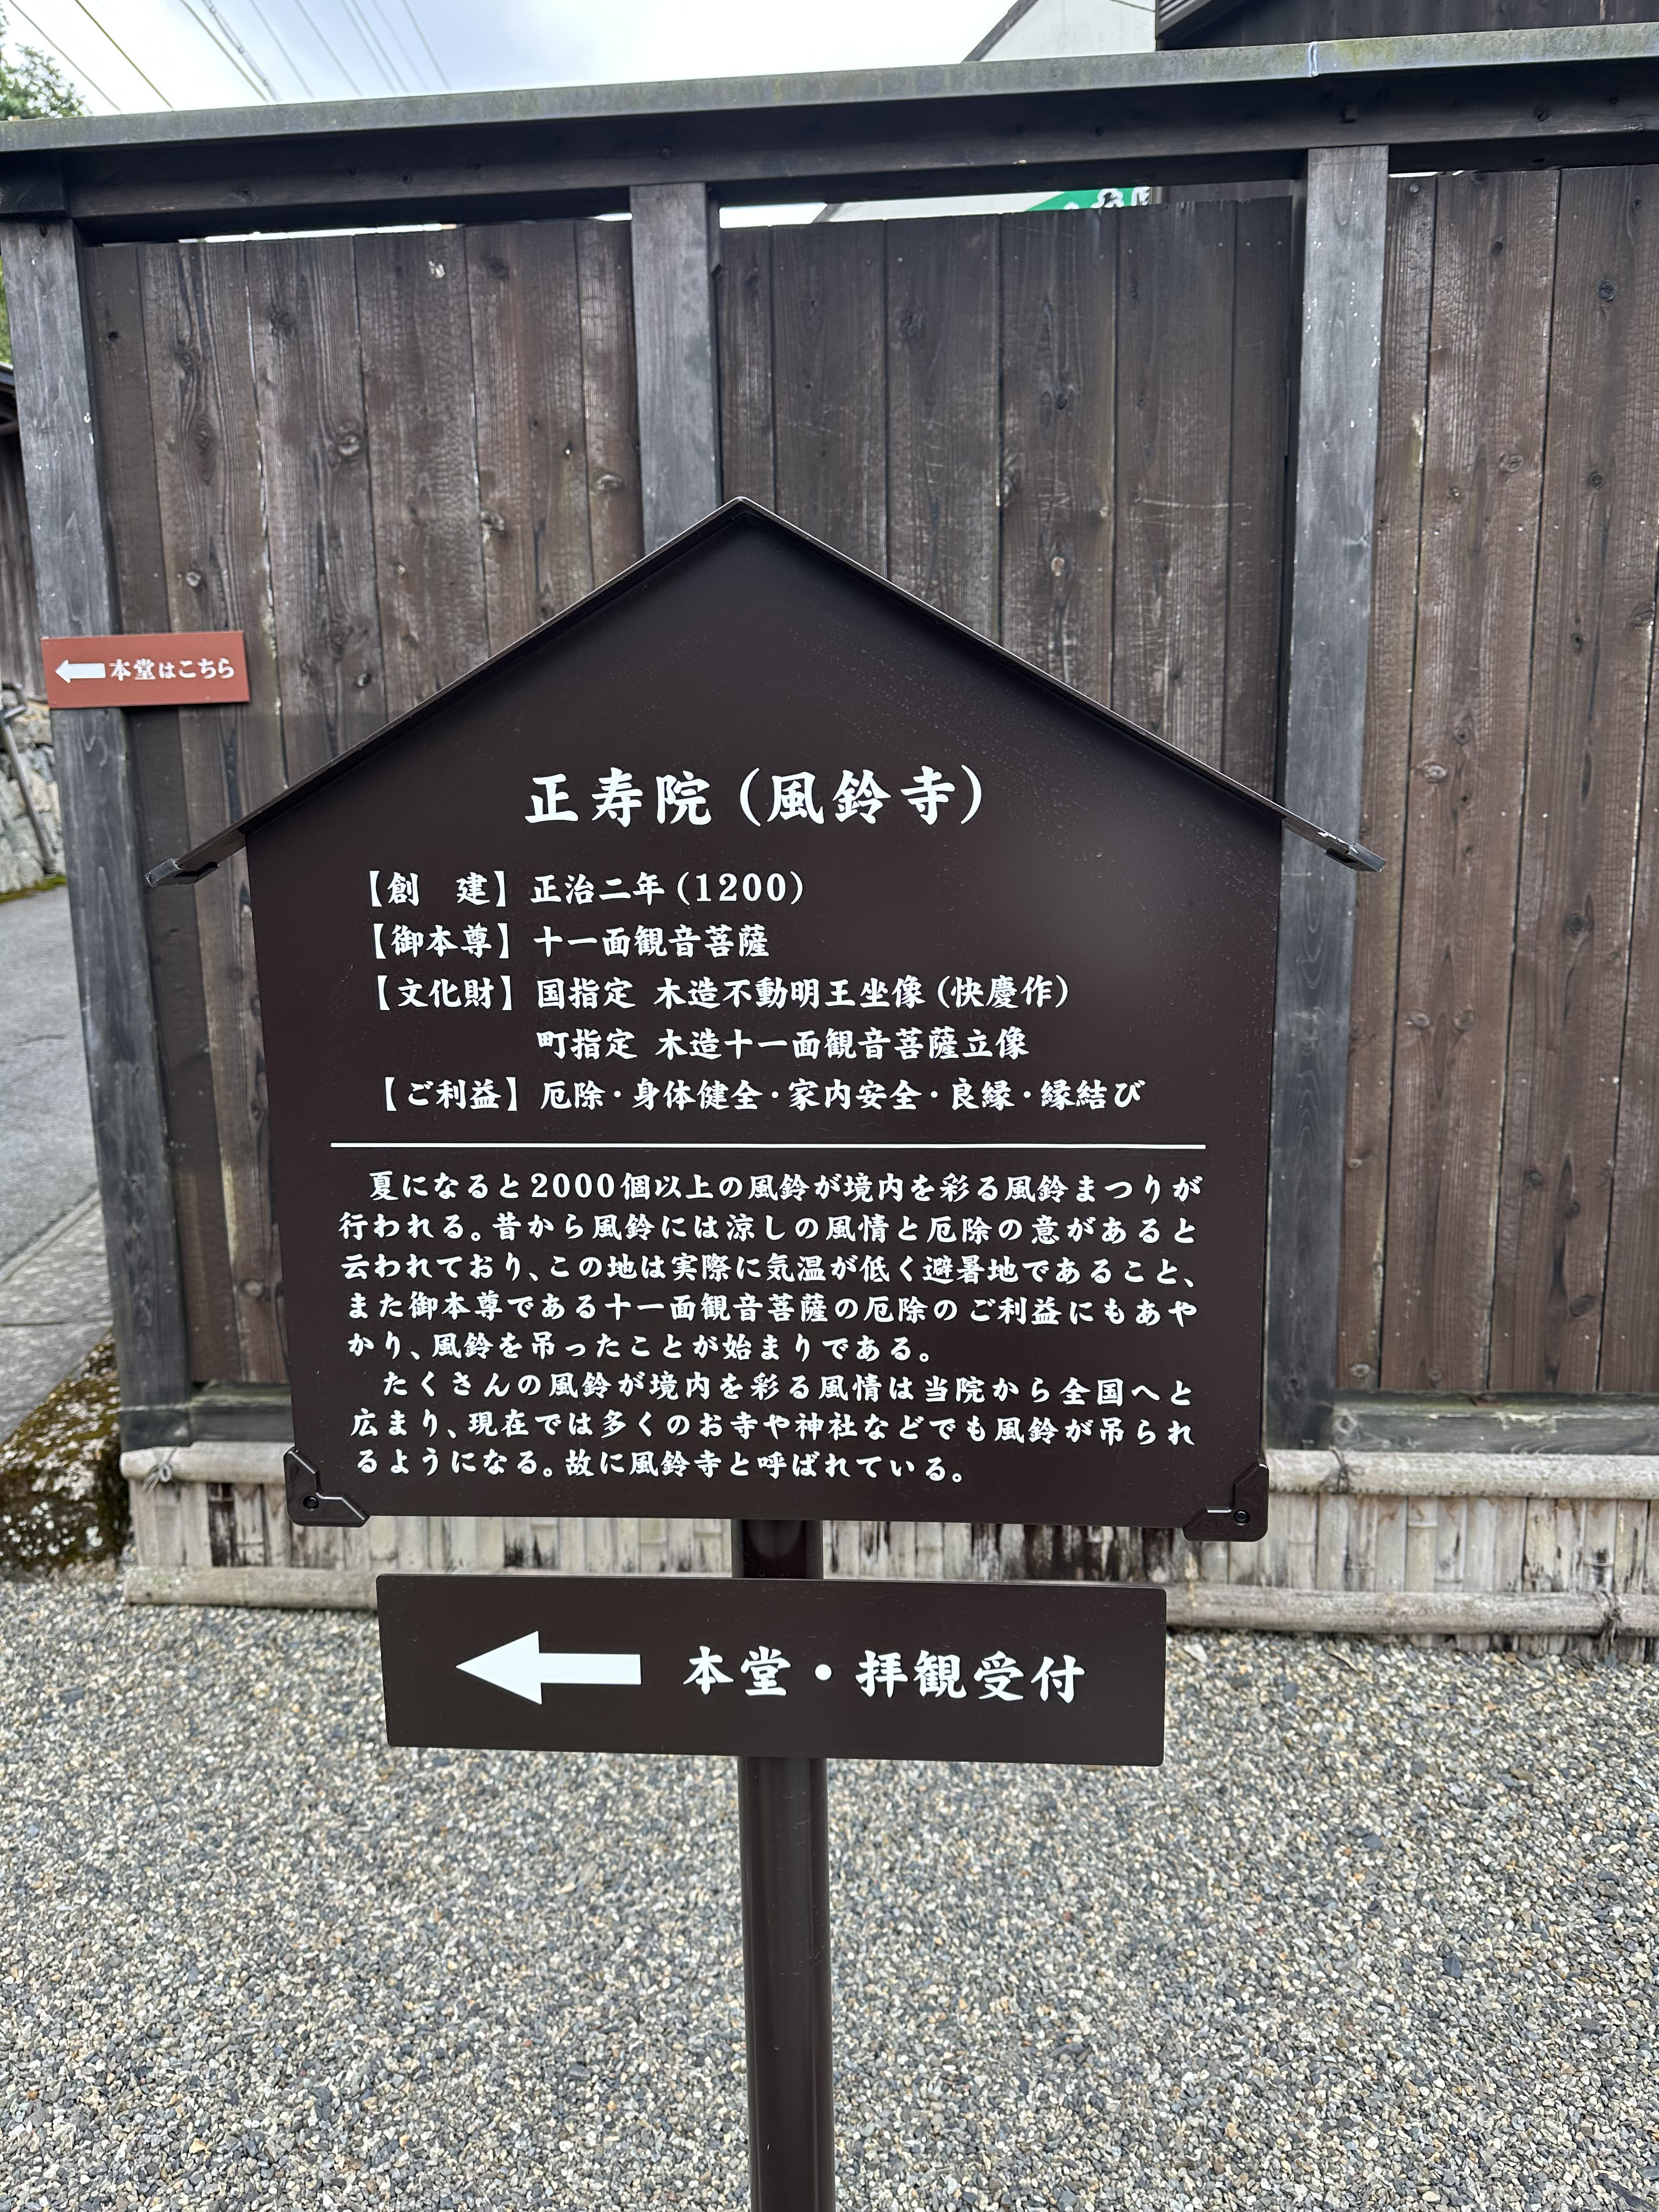 本堂はこちら
正寿院(風鈴寺)
【創　建】正治二年(1200)
【御本尊】十一面観音菩薩
【文化財】国指定 木造不動明王坐像(快慶作)
町指定 木造十一面観音菩薩立像
【ご利益】厄除・身体健全・家内安全・良縁・縁結び
夏になると2000個以上の風鈴が境内を彩る風鈴まつりが
行われる。昔から風鈴には涼しの風情と厄除の意があると
云われており、この地は実際に気温が低く避暑地であること、
また御本尊である十一面観音菩薩の厄除のご利益にもあや
かり、風鈴を吊ったことが始まりである。
たくさんの風鈴が境内を彩る風情は当院から全国へと
広まり、現在では多くのお寺や神社などでも風鈴が吊られ
るようになる。故に風鈴寺と呼ばれている。
本堂・拝観受付